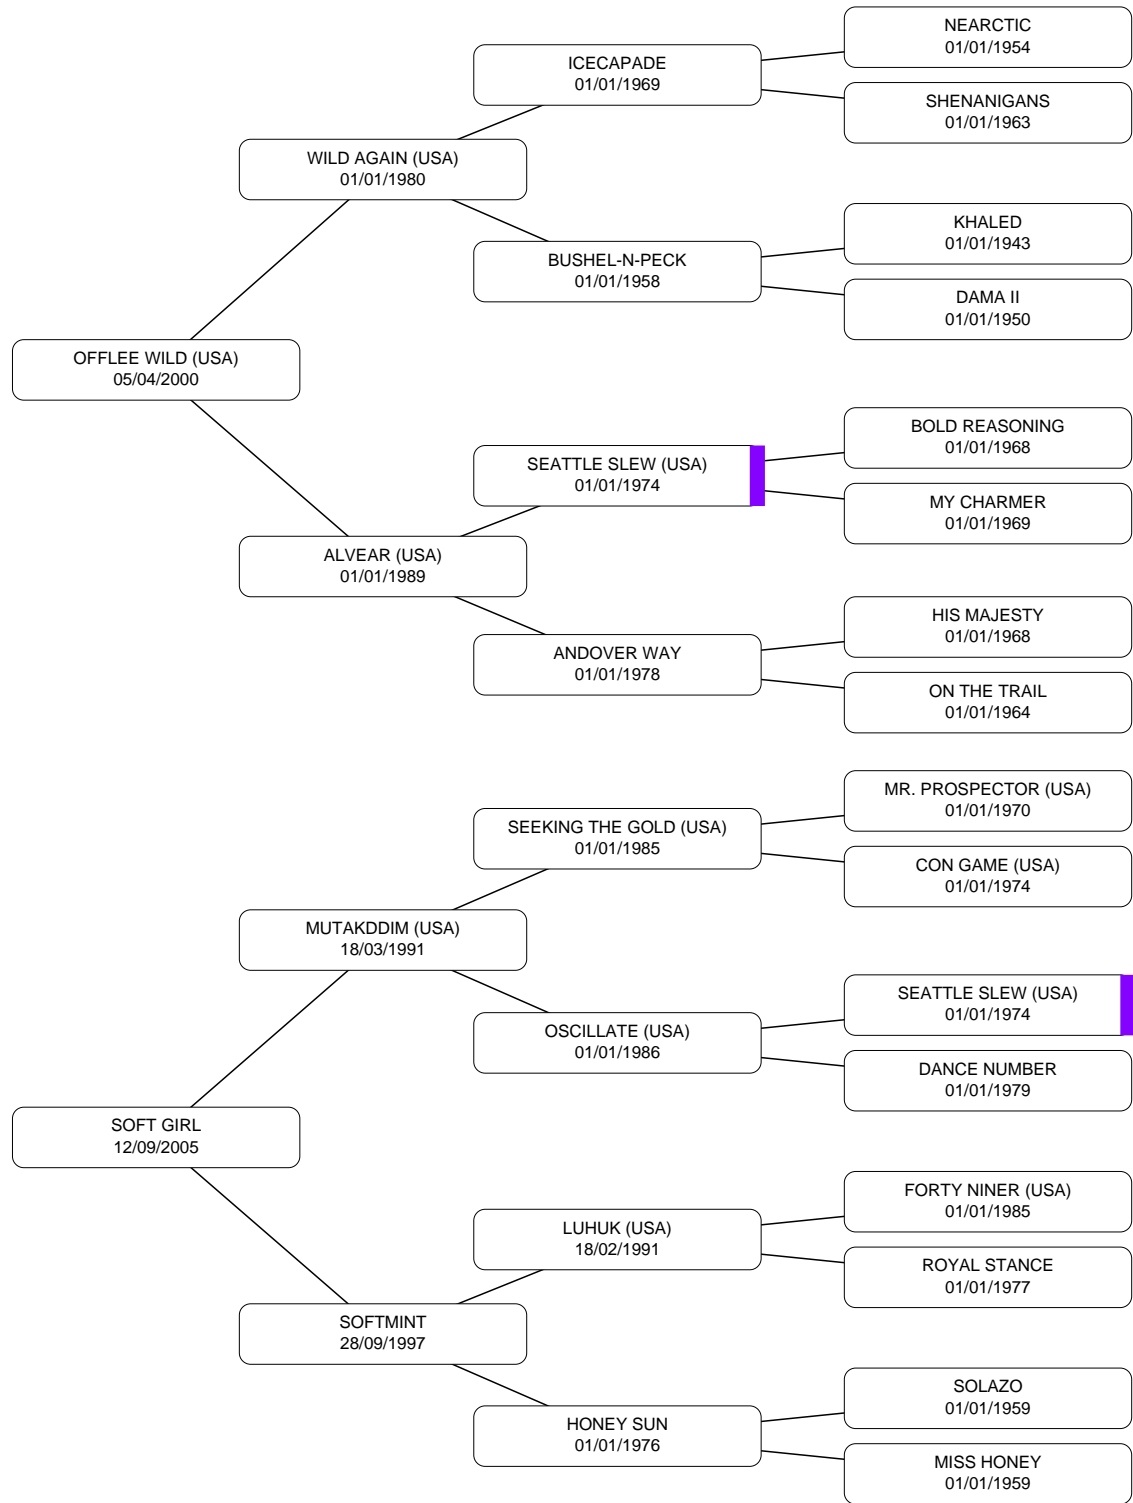 NEARCTIC
01/01/1954
ICECAPADE
01/01/1969
SHENANIGANS
01/01/1963
WILD AGAIN (USA)
01/01/1980
KHALED
01/01/1943
BUSHEL-N-PECK
01/01/1958
DAMA II
01/01/1950
OFFLEE WILD (USA)
05/04/2000
BOLD REASONING
01/01/1968
SEATTLE SLEW (USA)
01/01/1974
MY CHARMER
01/01/1969
ALVEAR (USA)
01/01/1989
HIS MAJESTY
01/01/1968
ANDOVER WAY
01/01/1978
ON THE TRAIL
01/01/1964
MR. PROSPECTOR (USA)
01/01/1970
SEEKING THE GOLD (USA)
01/01/1985
CON GAME (USA)
01/01/1974
MUTAKDDIM (USA)
18/03/1991
SEATTLE SLEW (USA)
01/01/1974
OSCILLATE (USA)
01/01/1986
DANCE NUMBER
01/01/1979
SOFT GIRL
12/09/2005
FORTY NINER (USA)
01/01/1985
LUHUK (USA)
18/02/1991
ROYAL STANCE
01/01/1977
SOFTMINT
28/09/1997
SOLAZO
01/01/1959
HONEY SUN
01/01/1976
MISS HONEY
01/01/1959